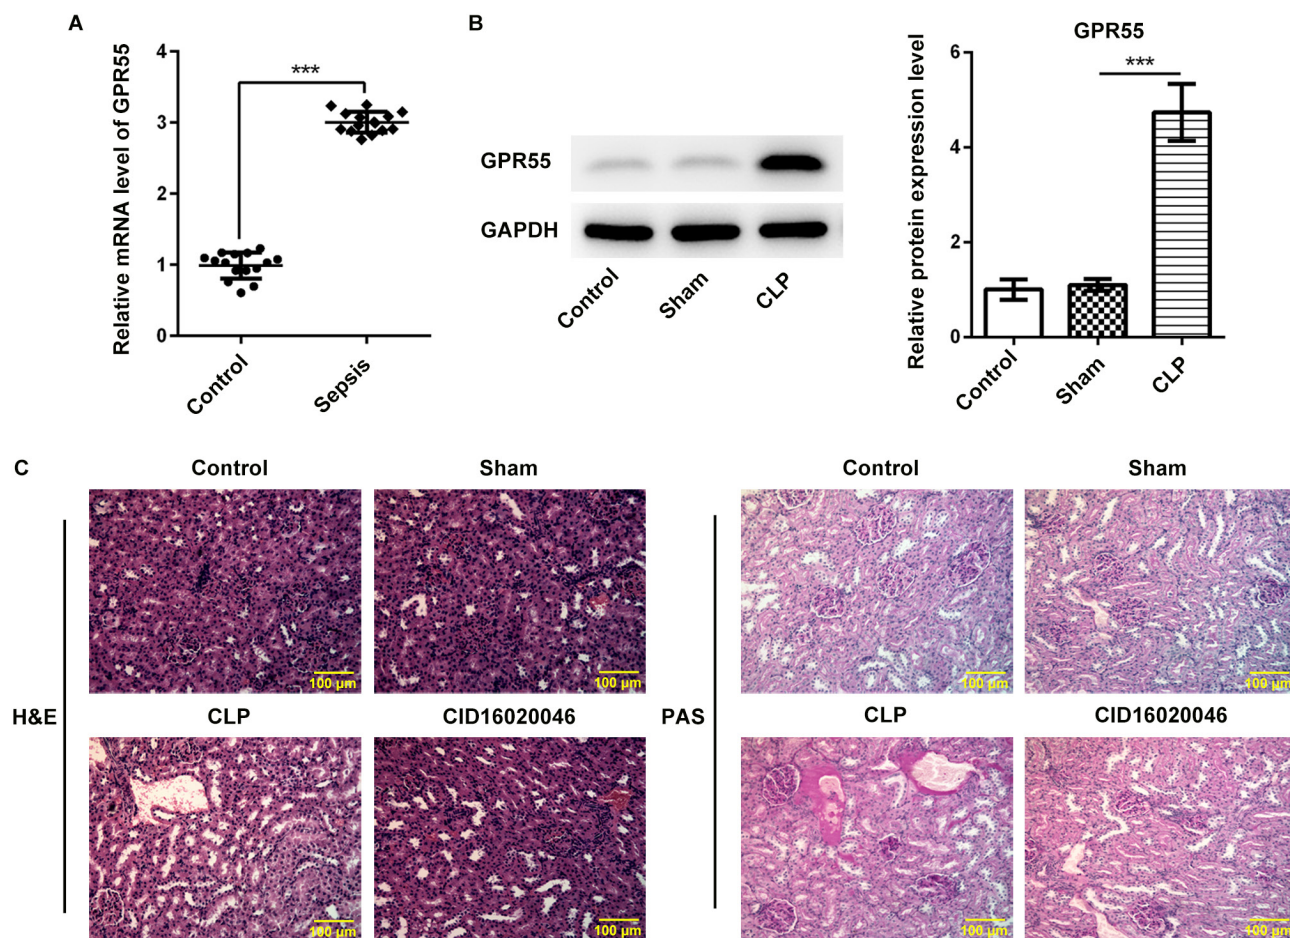 A
Relative mRNA level of GPR55
4
3
2
1
0
***
Control
Sepsis
B
GPR55
GAPDH
Control
Sham
CLP
GPR55
Relative protein expression level
6
4
2
0
***
Control
Sham
CLP
C
H&E
Control
Sham
100 µm
100 µm
CLP
CID16020046
100 µm
100 µm
PAS
Control
Sham
100 µm
100 µm
CLP
CID16020046
100 µm
100 µm